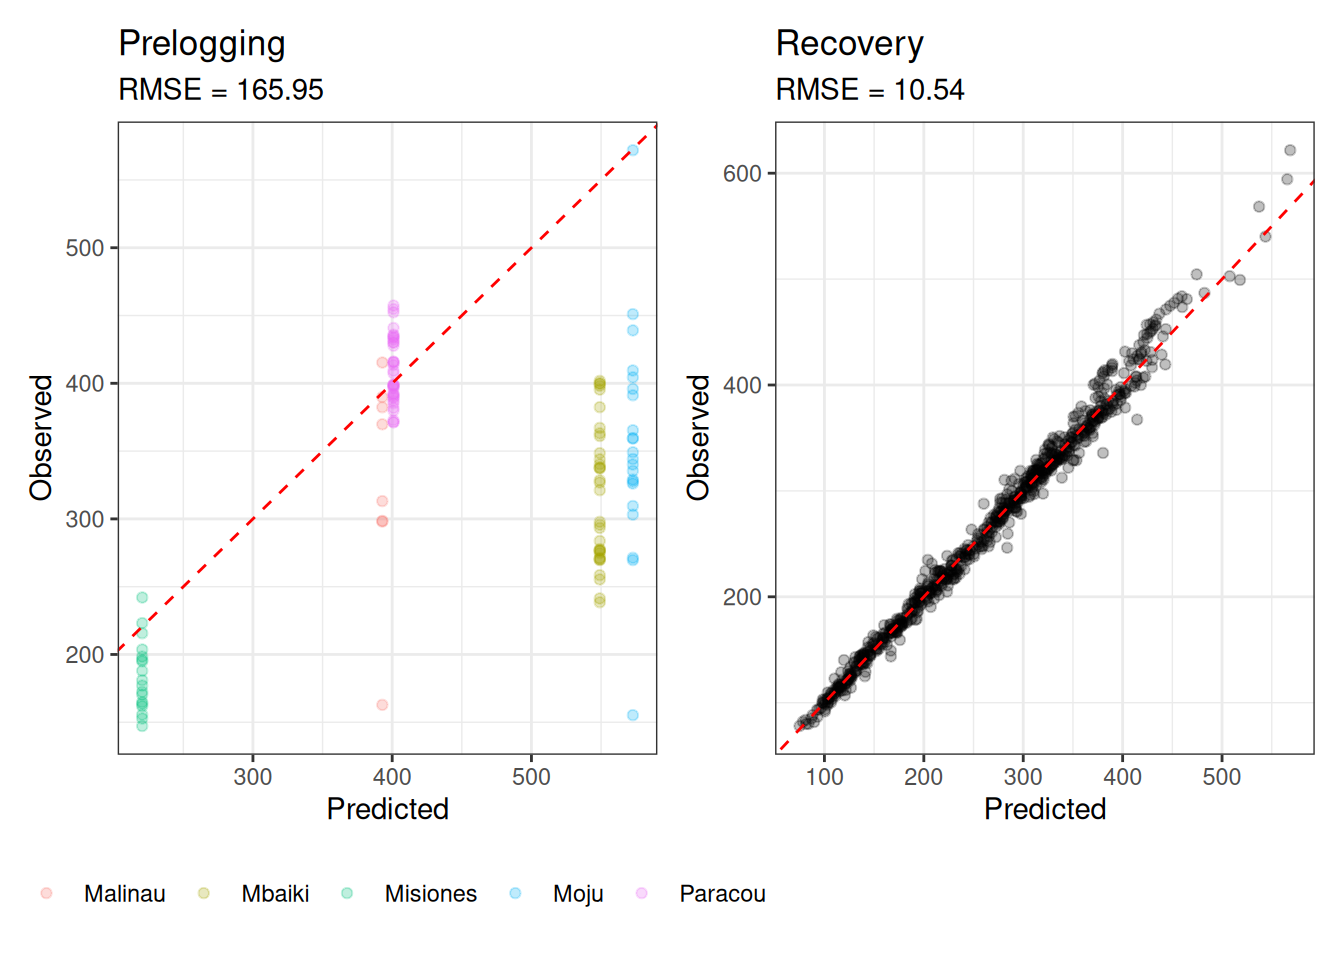 Prelogging
RMSE = 165.95
Observed
500
400
300
200
300 400 500
Predicted
Recovery
RMSE = 10.54
Observed
600
400
200
100 200 300 400 500
Predicted
Malinau Mbaiki Misiones Moju Paracou